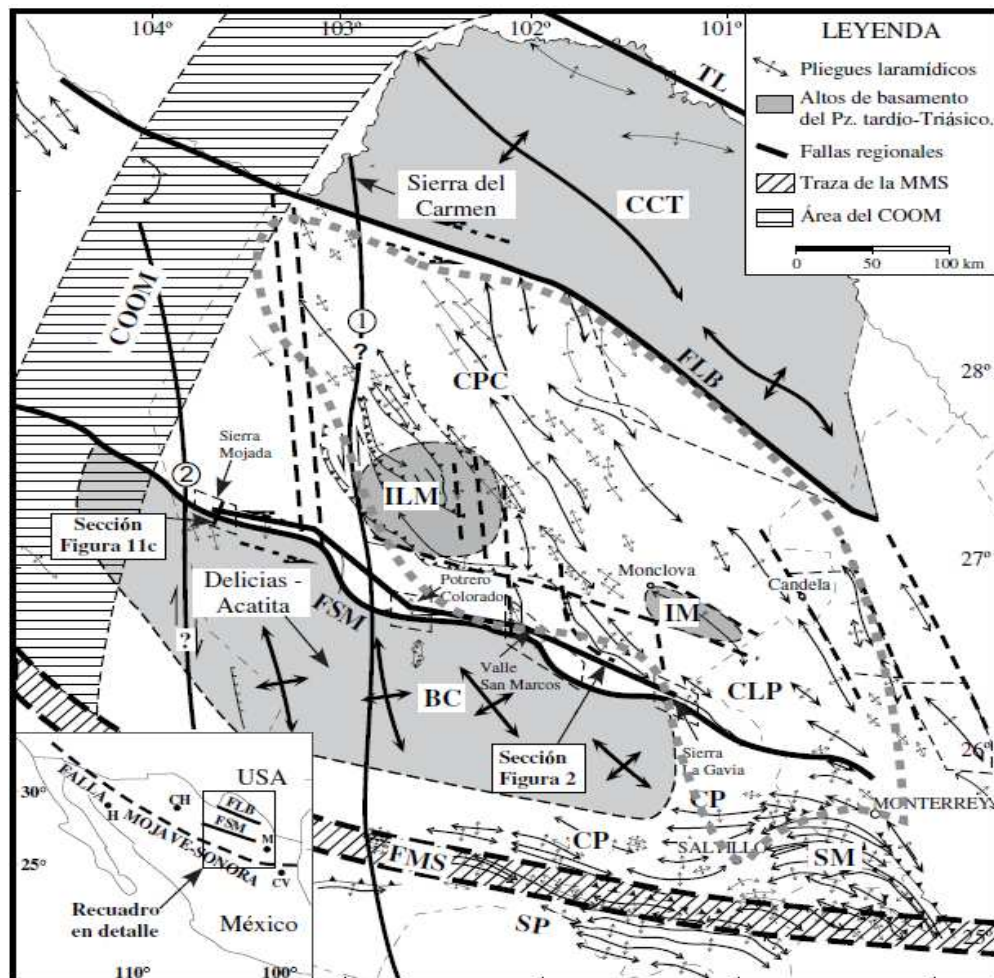 104°
103°
102°
101°
LEYENDA
Pliegues laramídicos
Altos de basamento
del Pz. tardío-Triásico.
Fallas regionales
Traza de la MMS
Área del COOM
0 50 100 km
TL
Sierra del
Carmen
CCT
COOM
1
?
CPC
FLB
28°
2
Sierra
Mojada
ILM
Sección
Figura 11c
Delicias -
Acatita
FSM
Potrero
Colorado
Monclova
IM
Candela
27°
?
BC
Valle
San Marcos
CLP
Sección
Figura 2
Sierra
La Gavia
26°
CP
MONTERREY
CP
SALTILLO
SM
FMS
SP
25°
USA
30°
FALLA
MOJAVE-SONORA
H
CH
FLB
FSM
M
CV
25°
Recuadro
en detalle
México
110°
100°